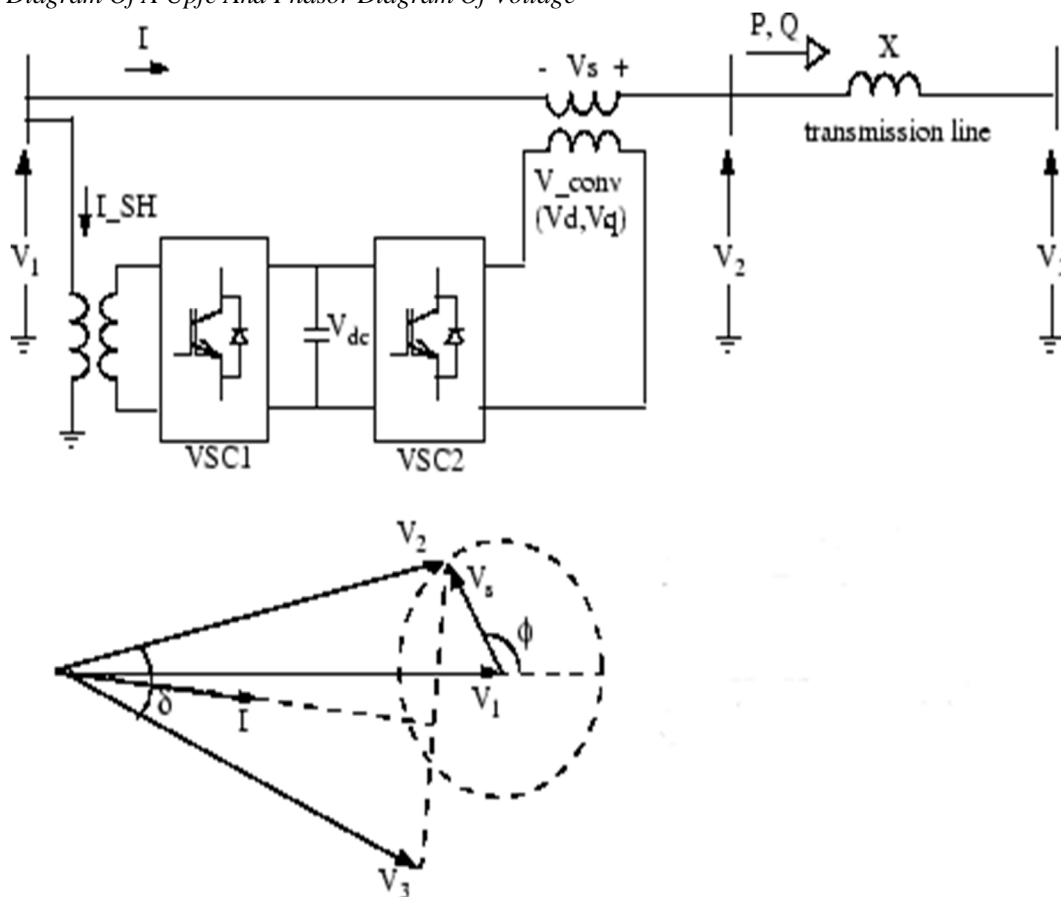 Diagram Of A Upfc And Phasor Diagram Of Voltage
I
- Vs +
P, Q
X
transmission line
V_conv
(Vd,Vq)
I_SH
V1
V2
Vdc
VSC1
VSC2
V2
Vs
ϕ
V1
δ
I
V3